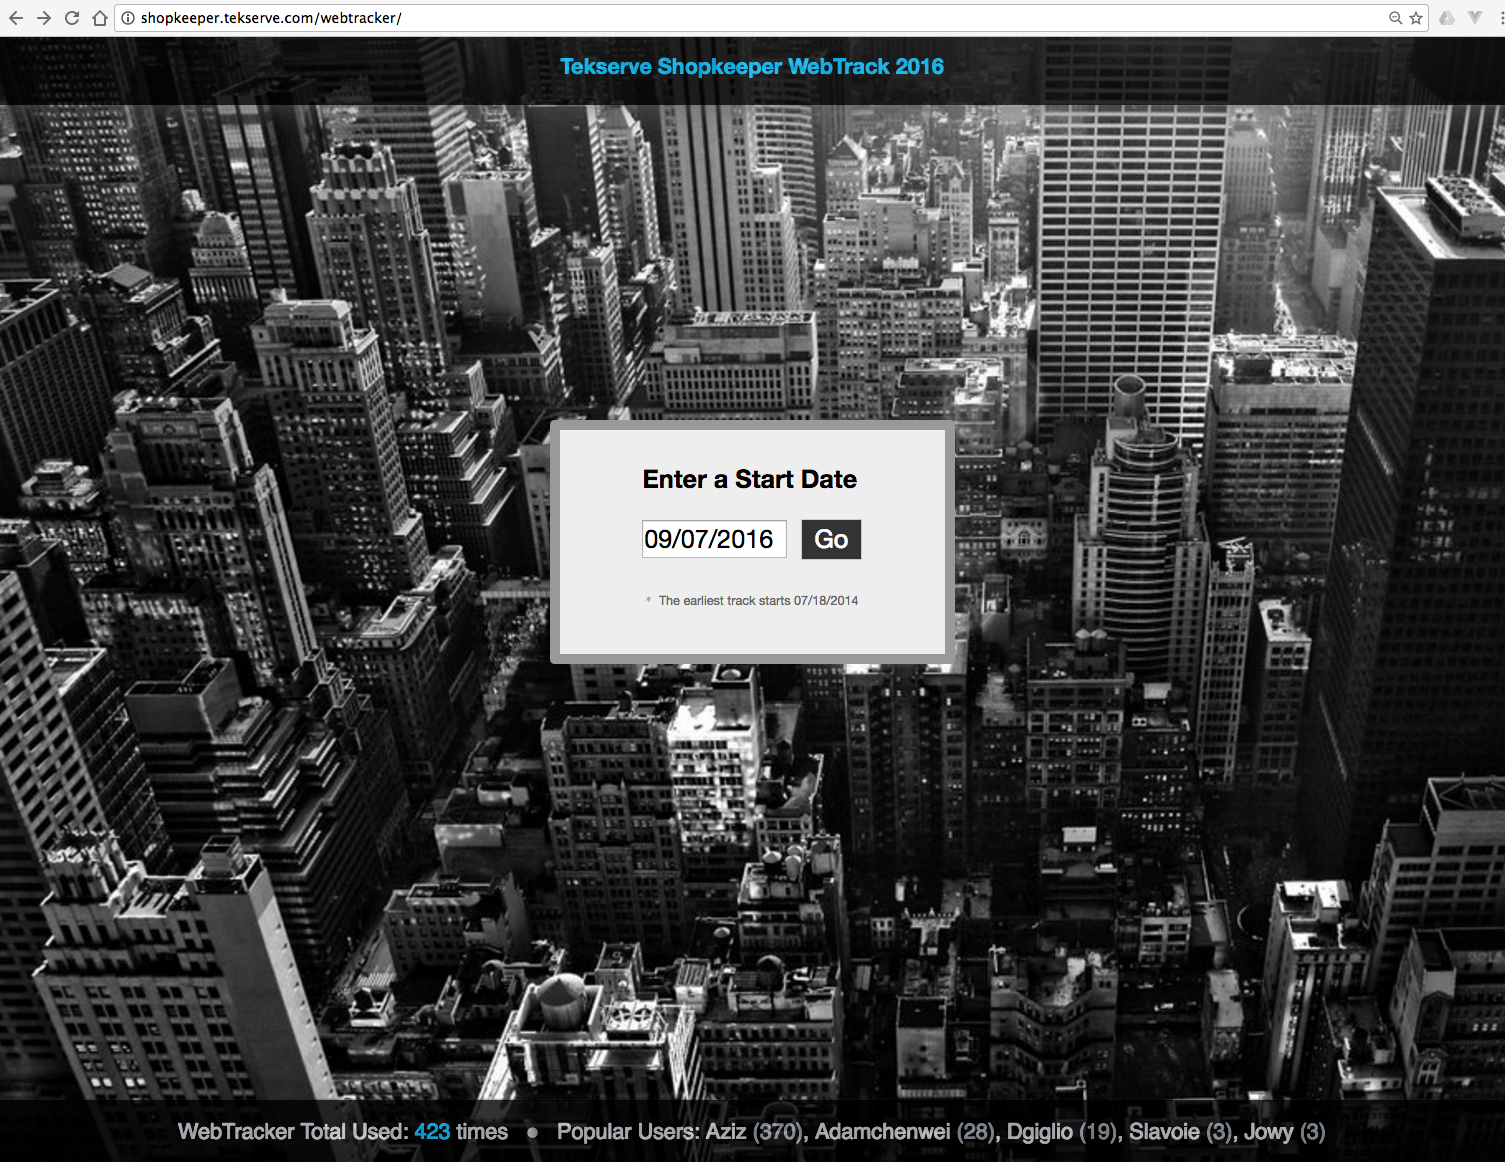 shopkeeper.tekserve.com/webtracker/
Tekserve Shopkeeper WebTrack 2016
Enter a Start Date
09/07/2016 Go
* The earliest track starts 07/18/2014
WebTracker Total Used: 423 times ● Popular Users: Aziz (370), Adamchenwei (28), Dgiglio (19), Slavoie (3), Jowy (3)